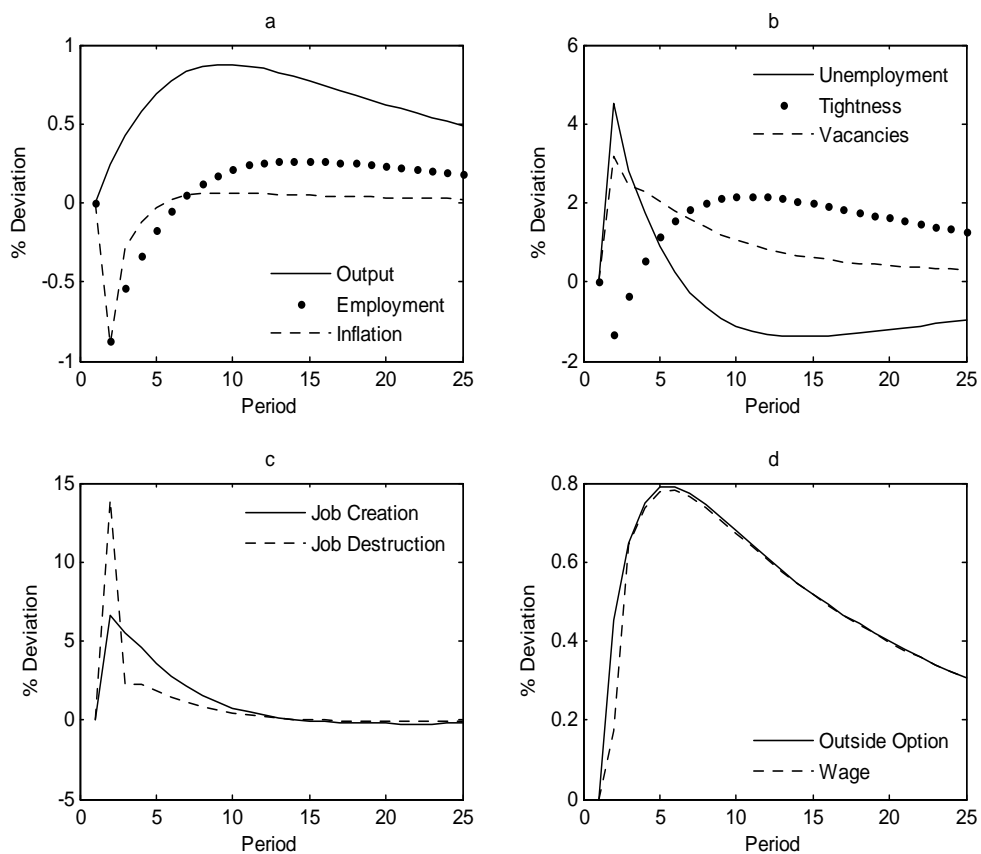 a
1
0.5
0
-0.5
-1
% Deviation
Output
Employment
Inflation
0 5 10 15 20 25
Period
b
6
4
2
0
-2
% Deviation
Unemployment
Tightness
Vacancies
0 5 10 15 20 25
Period
c
15
10
5
0
-5
% Deviation
Job Creation
Job Destruction
0 5 10 15 20 25
Period
d
0.8
0.6
0.4
0.2
0
% Deviation
Outside Option
Wage
0 5 10 15 20 25
Period